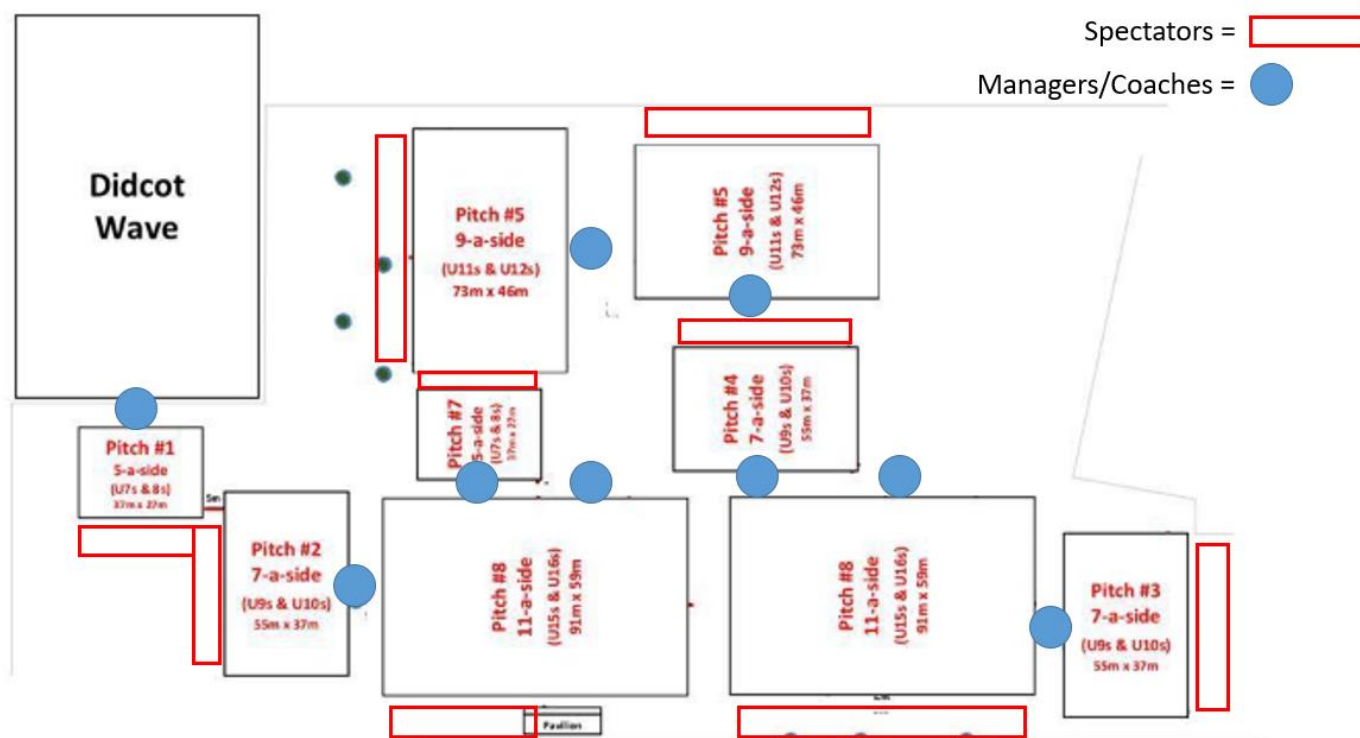 Spectators =
Managers/Coaches =
Didcot
Wave
Pitch #5
9-a-side
(U11s & U12s)
73m x 46m
Pitch #5
9-a-side
(U11s & U12s)
73m x 46m
Pitch #7
5-a-side
(U7s & 8s)
37m x 27m
Pitch #4
7-a-side
(U9s & U10s)
55m x 37m
Pitch #1
5-a-side
(U7s & 8s)
37m x 27m
5m
Pitch #2
7-a-side
(U9s & U10s)
55m x 37m
Pitch #8
11-a-side
(U15s & U16s)
91m x 59m
Pitch #8
11-a-side
(U15s & U16s)
91m x 59m
Pitch #3
7-a-side
(U9s & U10s)
55m x 37m
Pavilion